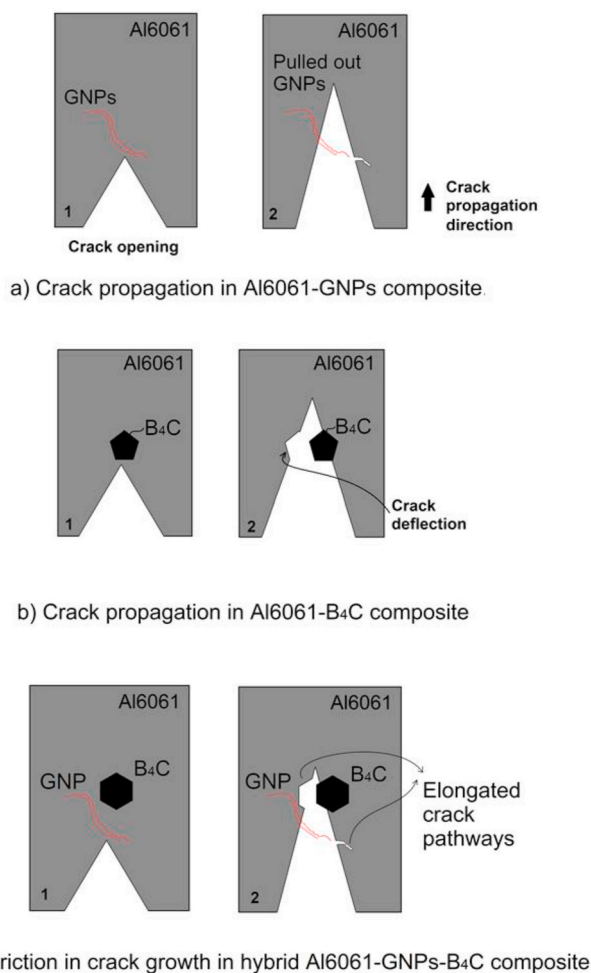 Al6061
Al6061
Pulled out
GNPs
GNPs
1
2
Crack
propagation
direction
Crack opening
a) Crack propagation in Al6061-GNPs composite.
Al6061
Al6061
B4C
B4C
1
2
Crack
deflection
b) Crack propagation in Al6061-B4C composite
Al6061
Al6061
GNP
B4C
GNP
B4C
Elongated
crack
pathways
1
2
riction in crack growth in hybrid Al6061-GNPs-B4C composite